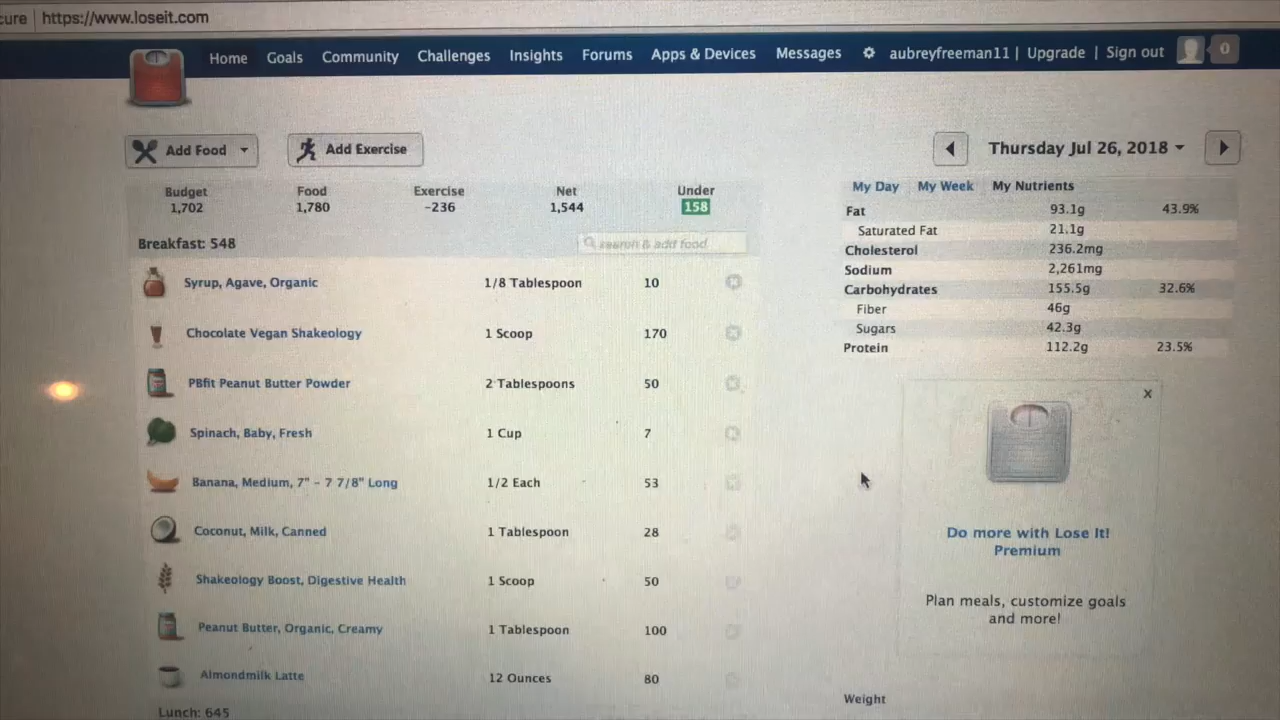 cure | https://www.loseit.com
Home Goals Community Challenges Insights Forums Apps & Devices Messages aubreyfreeman11 | Upgrade | Sign out 0
Add Food Add Exercise
Thursday Jul 26, 2018
Budget Food Exercise Net Under
1,702 1,780 -236 1,544 158
My Day My Week My Nutrients
Fat 93.1g 43.9%
Saturated Fat 21.1g
Cholesterol 236.2mg
Sodium 2,261mg
Carbohydrates 155.5g 32.6%
Fiber 46g
Sugars 42.3g
Protein 112.2g 23.5%
Breakfast: 548 search & add food
Syrup, Agave, Organic 1/8 Tablespoon 10
Chocolate Vegan Shakeology 1 Scoop 170
PBfit Peanut Butter Powder 2 Tablespoons 50
Spinach, Baby, Fresh 1 Cup 7
Banana, Medium, 7" - 7 7/8" Long 1/2 Each 53
Coconut, Milk, Canned 1 Tablespoon 28
Shakeology Boost, Digestive Health 1 Scoop 50
Peanut Butter, Organic, Creamy 1 Tablespoon 100
Almondmilk Latte 12 Ounces 80
Lunch: 645
x
Do more with Lose It!
Premium
Plan meals, customize goals
and more!
Weight